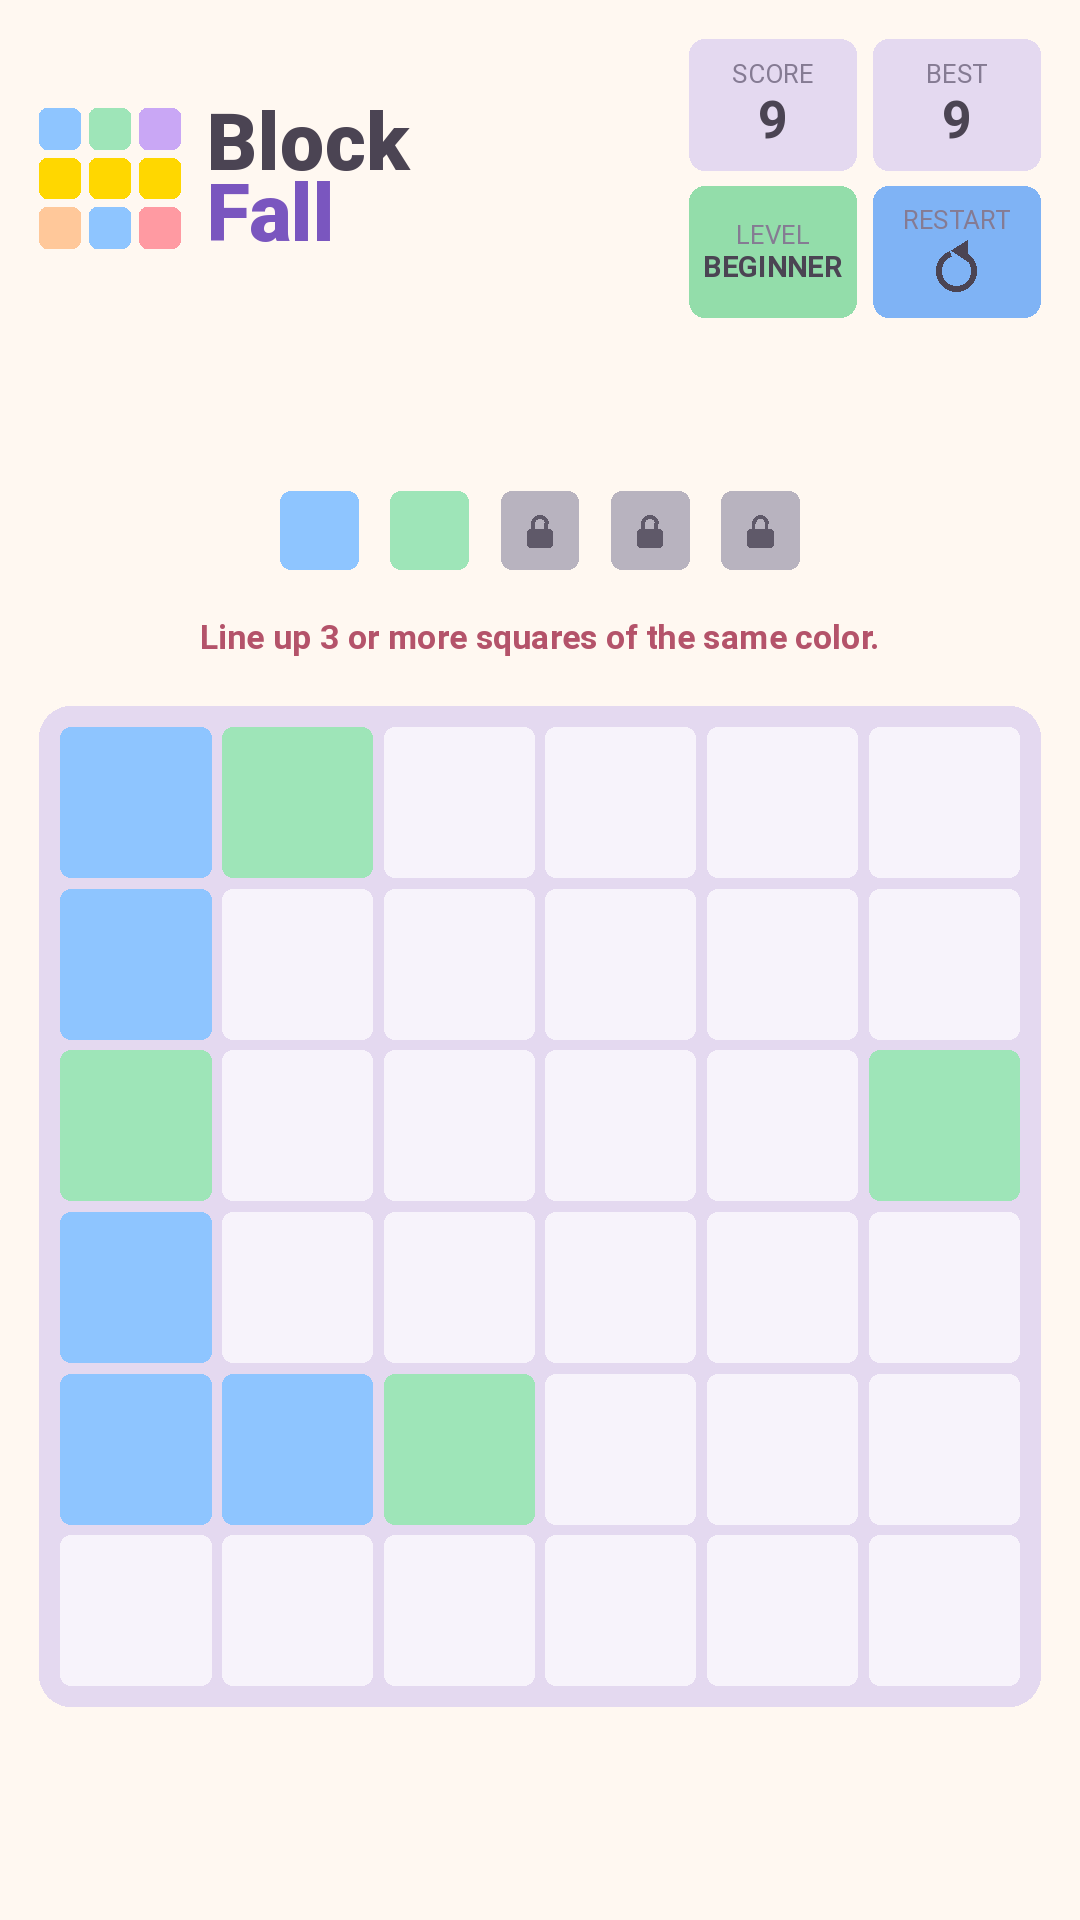 Block
Fall
SCORE
9
BEST
9
LEVEL
BEGINNER
RESTART
Line up 3 or more squares of the same color.